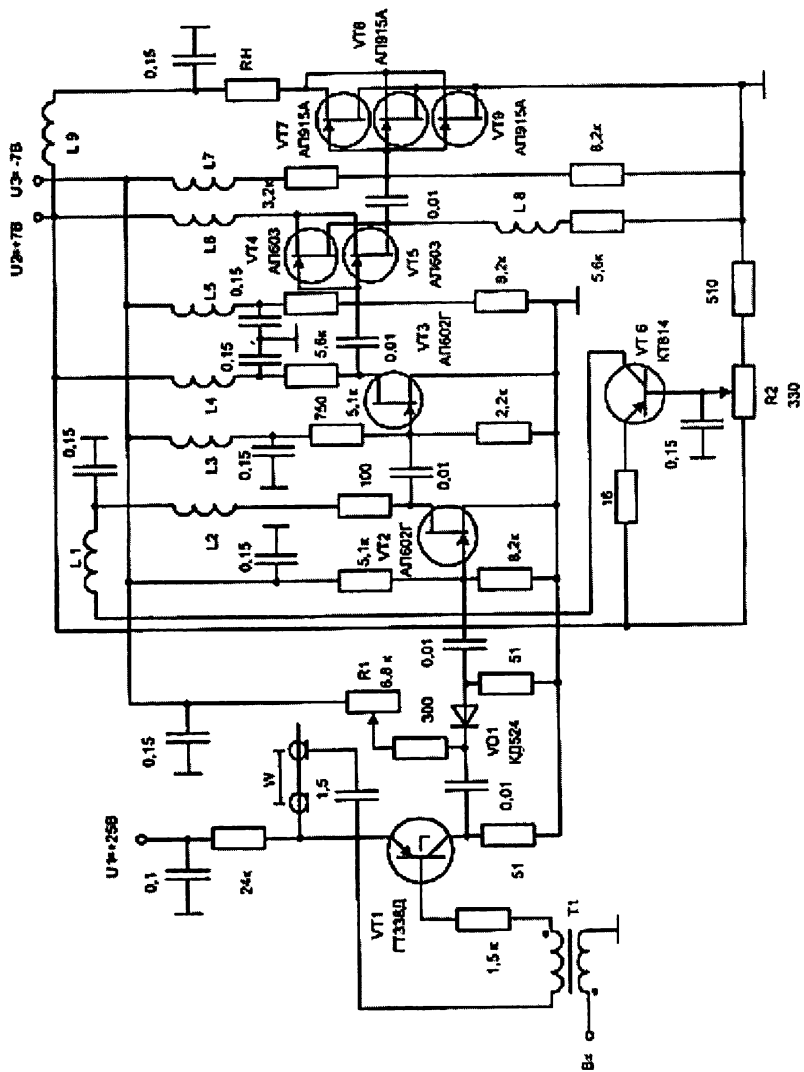 U1=+25В
0,1
24к
VT1
ГТ338Д
1,5 к
T1
Вх
51
0,01
1,5
W
0,15
R1
6,8 к
300
VD1
КД524
51
0,01
L1
0,15
0,15
5,1к
VT2
АП602Г
8,2к
L2
100
0,01
L3
0,15
750
5,1к
2,2к
VT3
АП602Г
L4
0,15
5,6к
0,01
L5
0,15
8,2к
U2=+7В
U3=-7В
L6
VT4
АП603
VT5
АП603
L7
3,2к
0,01
L8
5,6к
8,2к
L9
0,15
RН
VT7
АП915А
VT8
АП915А
VT9
АП915А
VT6
КТ814
16
0,15
R2
330
510